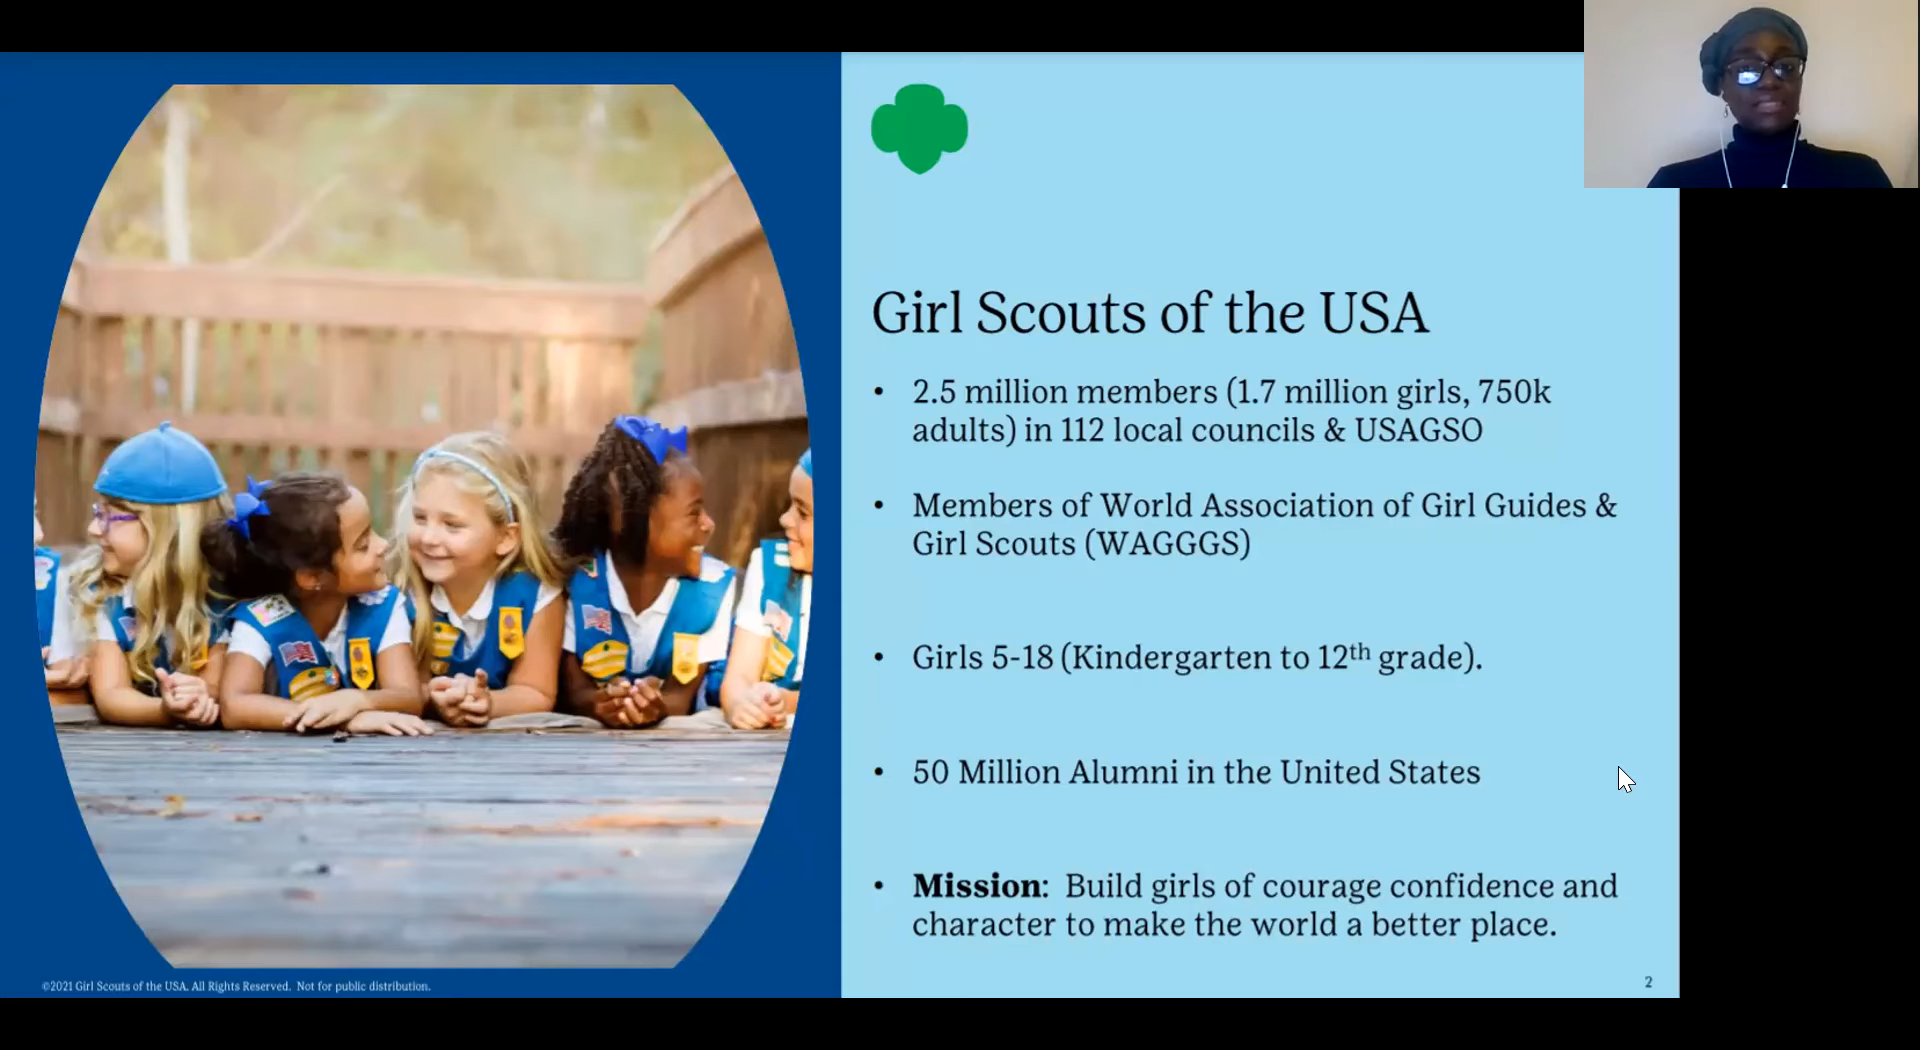 Girl Scouts of the USA
• 2.5 million members (1.7 million girls, 750k
adults) in 112 local councils & USAGSO
• Members of World Association of Girl Guides &
Girl Scouts (WAGGGS)
• Girls 5-18 (Kindergarten to 12th grade).
• 50 Million Alumni in the United States
• Mission: Build girls of courage confidence and
character to make the world a better place.
©2021 Girl Scouts of the USA. All Rights Reserved. Not for public distribution.
2